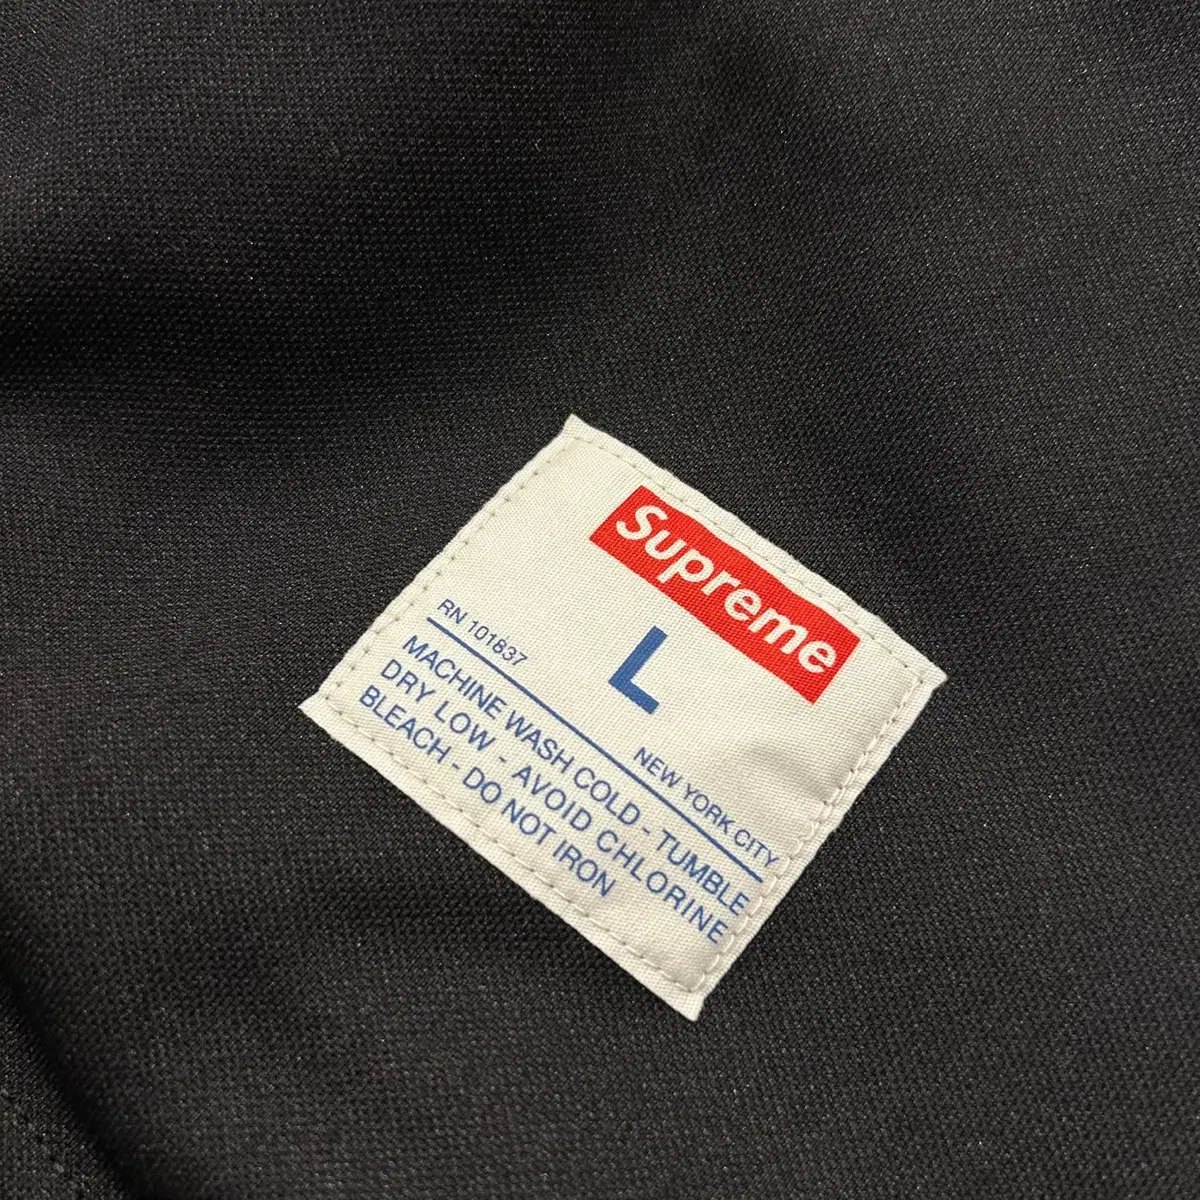 Supreme
L
RN 101837 NEW YORK CITY
MACHINE WASH COLD - TUMBLE
DRY LOW - AVOID CHLORINE
BLEACH - DO NOT IRON